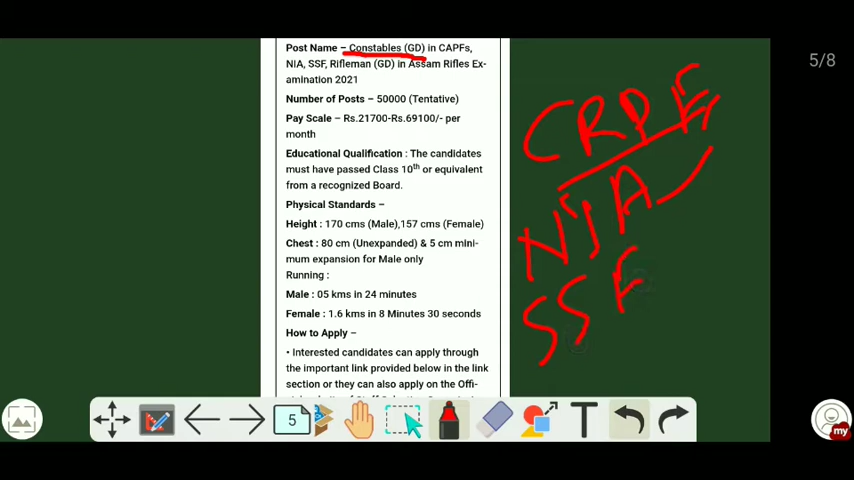 5/8
Post Name – Constables (GD) in CAPFs,
NIA, SSF, Rifleman (GD) in Assam Rifles Ex-
amination 2021
Number of Posts – 50000 (Tentative)
Pay Scale – Rs.21700-Rs.69100/- per
month
Educational Qualification : The candidates
must have passed Class 10th or equivalent
from a recognized Board.
Physical Standards –
Height : 170 cms (Male),157 cms (Female)
Chest : 80 cm (Unexpanded) & 5 cm mini-
mum expansion for Male only
Running :
Male : 05 kms in 24 minutes
Female : 1.6 kms in 8 Minutes 30 seconds
How to Apply –
• Interested candidates can apply through
the important link provided below in the link
section or they can also apply on the Offi-
CRPF
NIA
SSF
5
T
my